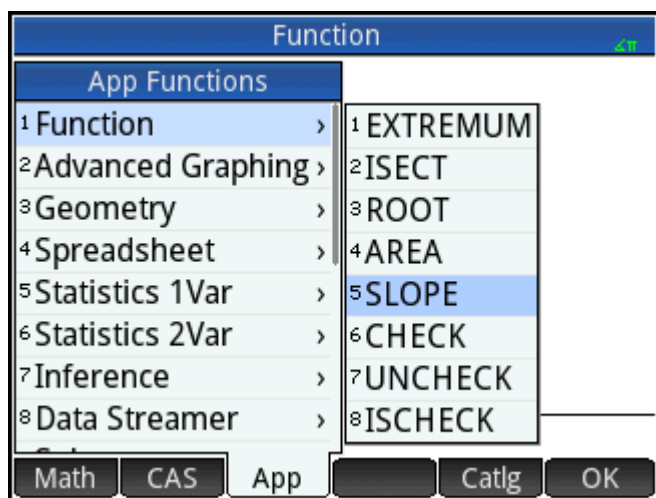 Function
∡π
App Functions
1 Function ›
2 Advanced Graphing ›
3 Geometry ›
4 Spreadsheet ›
5 Statistics 1Var ›
6 Statistics 2Var ›
7 Inference ›
8 Data Streamer ›
1 EXTREMUM
2 ISECT
3 ROOT
4 AREA
5 SLOPE
6 CHECK
7 UNCHECK
8 ISCHECK
Math CAS App Catlg OK